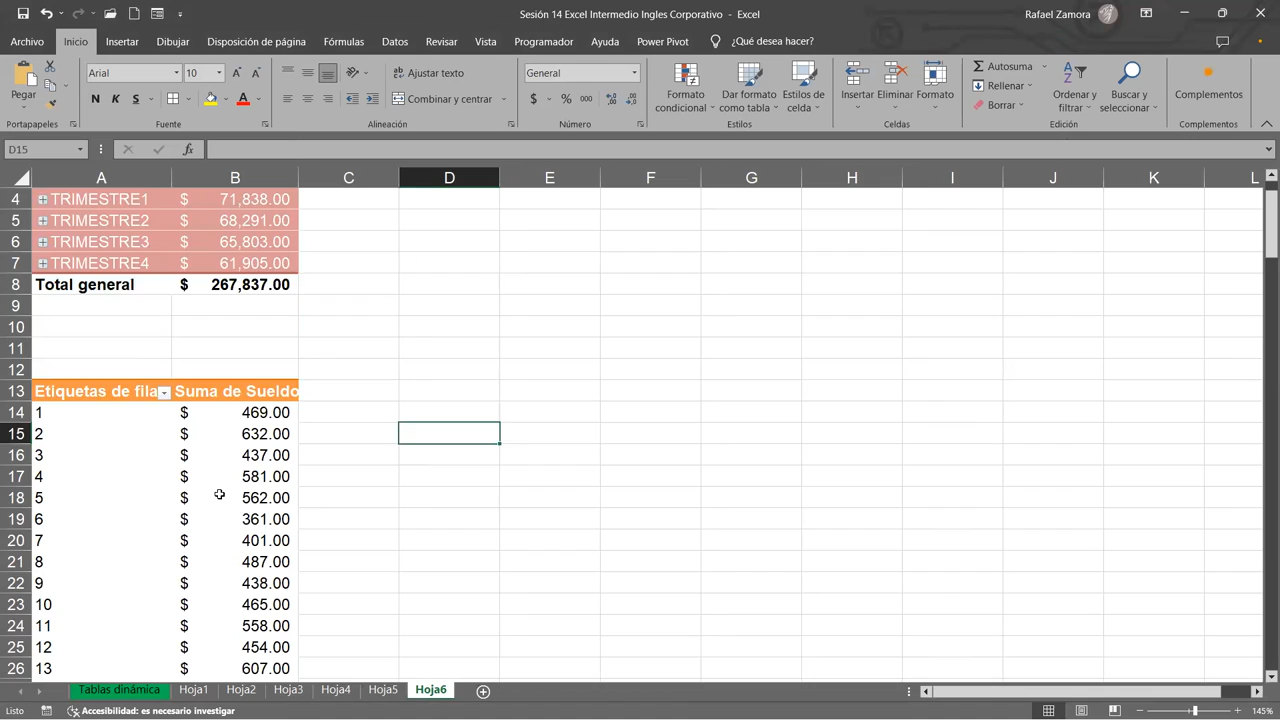 Sesión 14 Excel Intermedio Ingles Corporativo - Excel
Rafael Zamora
Archivo Inicio Insertar Dibujar Disposición de página Fórmulas Datos Revisar Vista Programador Ayuda Power Pivot ¿Qué desea hacer?
Pegar
Portapapeles
Arial 10
N K S
Fuente
Ajustar texto
Combinar y centrar
Alineación
General
$ % 000
Número
Formato condicional
Dar formato como tabla
Estilos de celda
Estilos
Insertar Eliminar Formato
Celdas
Autosuma
Rellenar
Borrar
Ordenar y filtrar
Buscar y seleccionar
Edición
Complementos
Complementos
D15 fx
A B C D E F G H I J K L
4 TRIMESTRE1 $ 71,838.00
5 TRIMESTRE2 $ 68,291.00
6 TRIMESTRE3 $ 65,803.00
7 TRIMESTRE4 $ 61,905.00
8 Total general $ 267,837.00
9
10
11
12
13 Etiquetas de fila Suma de Sueldo
14 1 $ 469.00
15 2 $ 632.00
16 3 $ 437.00
17 4 $ 581.00
18 5 $ 562.00
19 6 $ 361.00
20 7 $ 401.00
21 8 $ 487.00
22 9 $ 438.00
23 10 $ 465.00
24 11 $ 558.00
25 12 $ 454.00
26 13 $ 607.00
Tablas dinámica Hoja1 Hoja2 Hoja3 Hoja4 Hoja5 Hoja6
Listo Accesibilidad: es necesario investigar 145%